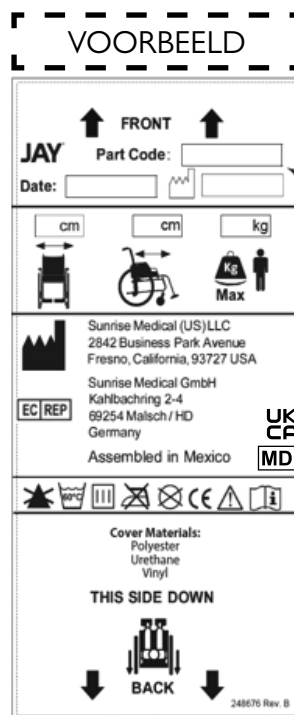 VOORBEELD
FRONT
JAY
Part Code:
Date:
cm cm kg
Kg
Max
Sunrise Medical (US)LLC
2842 Business Park Avenue
Fresno, California, 93727 USA
Sunrise Medical GmbH
Kahlbachring 2-4
EC REP
69254 Malsch / HD
Germany
UK
CA
Assembled in Mexico
MD
60°C
CE
Cover Materials:
Polyester
Urethane
Vinyl
THIS SIDE DOWN
BACK
248676 Rev. B